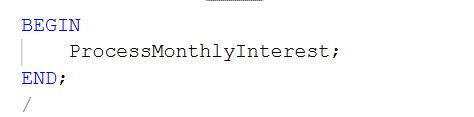 BEGIN
    ProcessMonthlyInterest;
END;
/